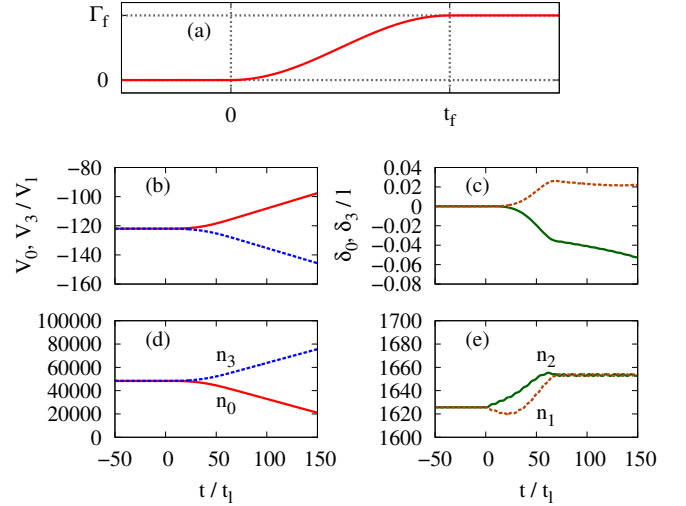 Γf
(a)
0
0
tf
V0, V3 / Vl
−80
−100
−120
−140
−160
(b)
δ0, δ3 / l
0.04
0.02
0
−0.02
−0.04
−0.06
−0.08
(c)
100000
80000
60000
40000
20000
0
(d)
n3
n0
−50 0 50 100 150
t / tl
1700
1680
1660
1640
1620
1600
(e)
n2
n1
−50 0 50 100 150
t / tl